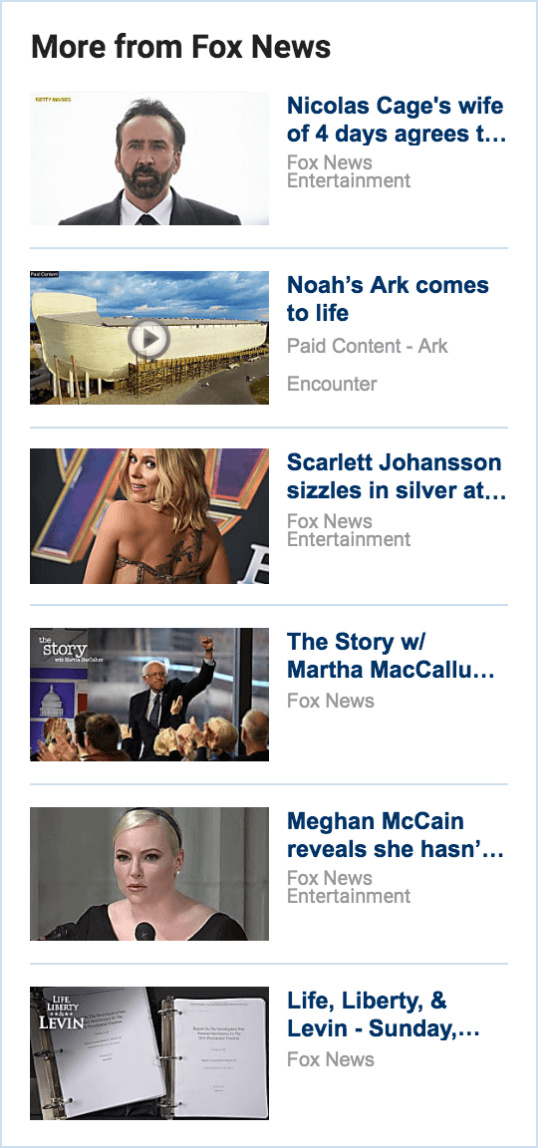 More from Fox News
GETTY IMAGES
Nicolas Cage's wife
of 4 days agrees t...
Fox News
Entertainment
Paid Content
Noah’s Ark comes
to life
Paid Content - Ark
Encounter
Scarlett Johansson
sizzles in silver at...
Fox News
Entertainment
the
story
with Martha MacCallum
The Story w/
Martha MacCallu...
Fox News
Meghan McCain
reveals she hasn’...
Fox News
Entertainment
LIFE,
LIBERTY
&
LEVIN
Life, Liberty, &
Levin - Sunday,...
Fox News